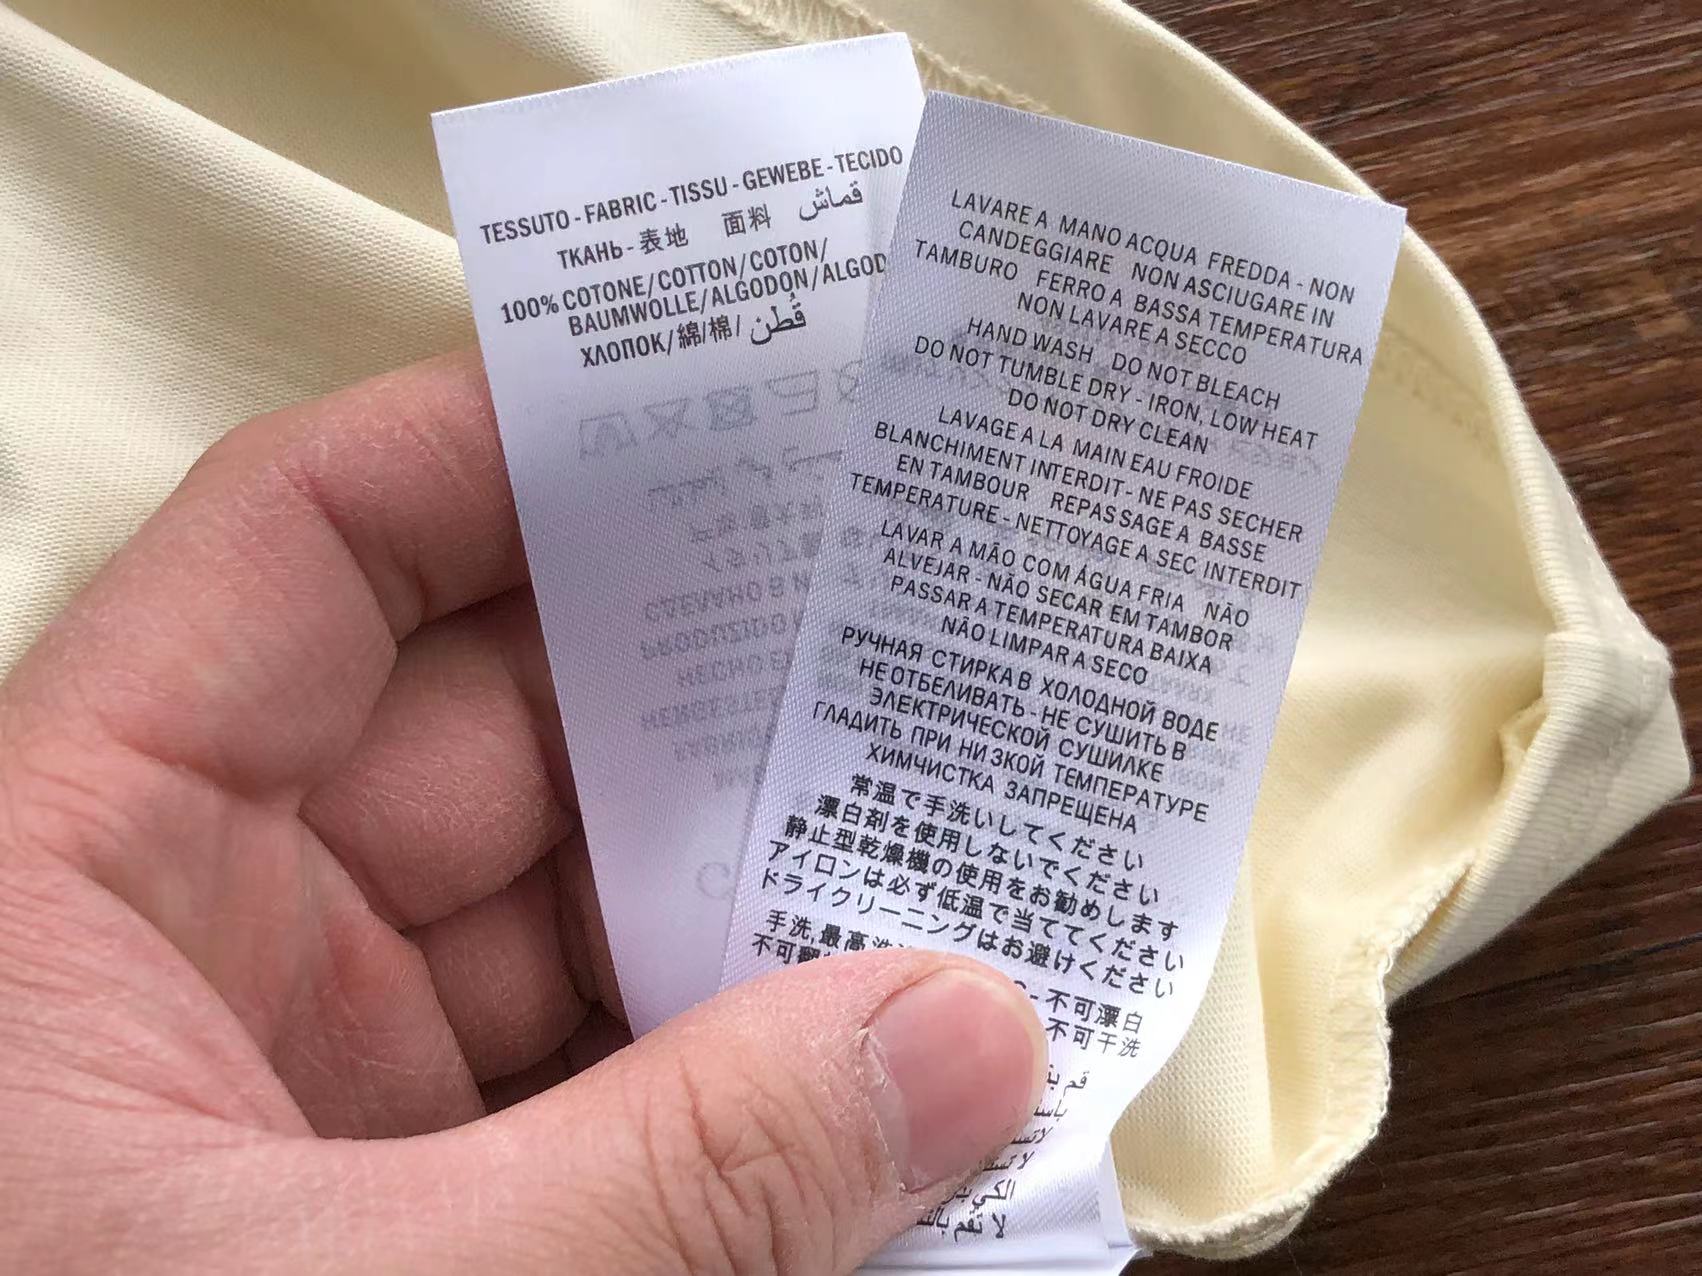 TESSUTO - FABRIC - TISSU - GEWEBE - TECIDO
ТКАНЬ - 表地 面料 قماش
100% COTONE/COTTON/COTON/
BAUMWOLLE/ALGODON/ALGOD
ХЛОПОК/綿/棉/ قُطن
LAVARE A MANO ACQUA FREDDA - NON
CANDEGGIARE NON ASCIUGARE IN
TAMBURO FERRO A BASSA TEMPERATURA
NON LAVARE A SECCO
HAND WASH DO NOT BLEACH
DO NOT TUMBLE DRY - IRON, LOW HEAT
DO NOT DRY CLEAN
LAVAGE A LA MAIN EAU FROIDE
BLANCHIMENT INTERDIT- NE PAS SECHER
EN TAMBOUR REPASSAGE A BASSE
TEMPERATURE - NETTOYAGE A SEC INTERDIT
LAVAR A MÃO COM ÁGUA FRIA NÃO
ALVEJAR - NÃO SECAR EM TAMBOR
PASSAR A TEMPERATURA BAIXA
NÃO LIMPAR A SECO
РУЧНАЯ СТИРКА В ХОЛОДНОЙ ВОДЕ
НЕ ОТБЕЛИВАТЬ - НЕ СУШИТЬ В
ЭЛЕКТРИЧЕСКОЙ СУШИЛКЕ
ГЛАДИТЬ ПРИ НИ ЗКОЙ ТЕМПЕРАТУРЕ
ХИМЧИСТКА ЗАПРЕЩЕНА
常温で手洗いしてください
漂白剤を使用しないでください
静止型乾燥機の使用をお勧めします
アイロンは必ず低温で当ててください
ドライクリーニングはお避けください
手洗,最高洗 - 不可漂白
不可翻 不可干洗